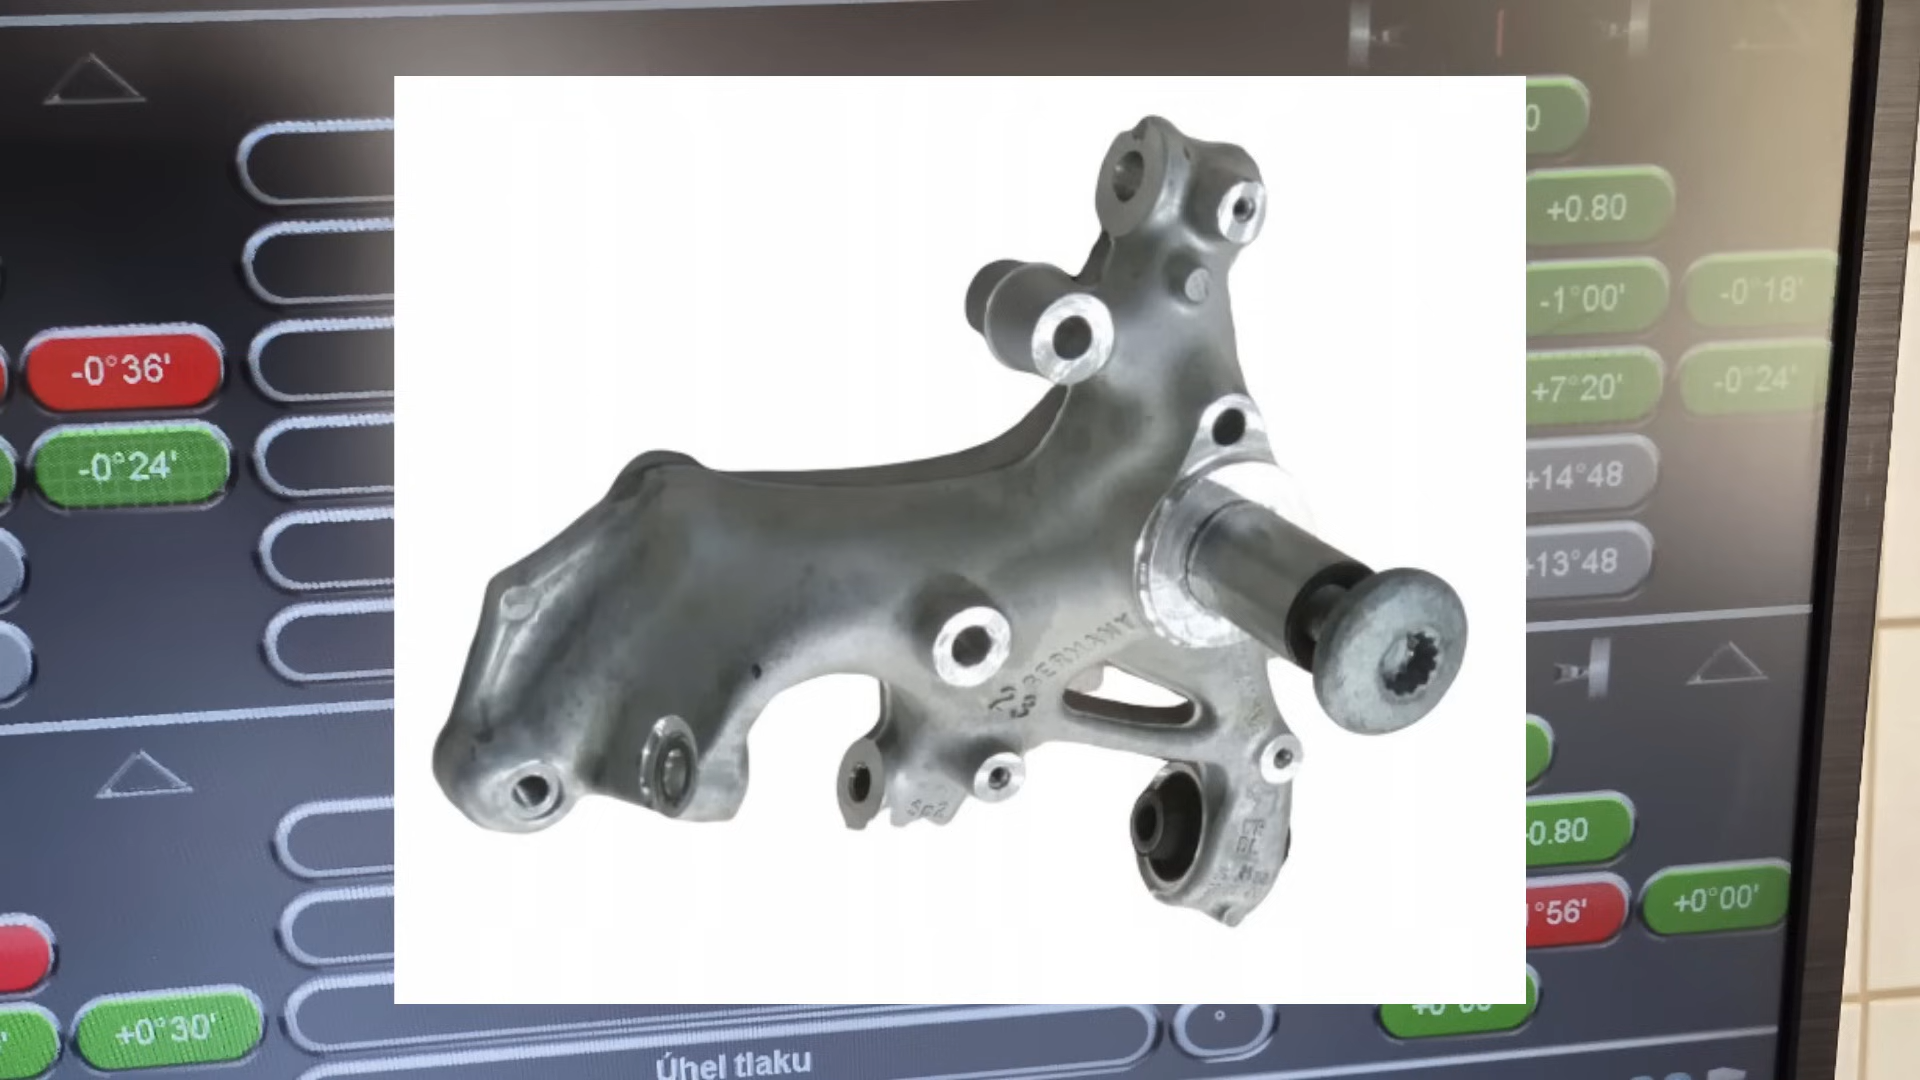 +0.80
-1°00' -0°18'
-0°36' +7°20' -0°24'
-0°24' +14°48
+13°48
GERMANY
0.80
°56' +0°00'
+0°30'
Úhel tlaku